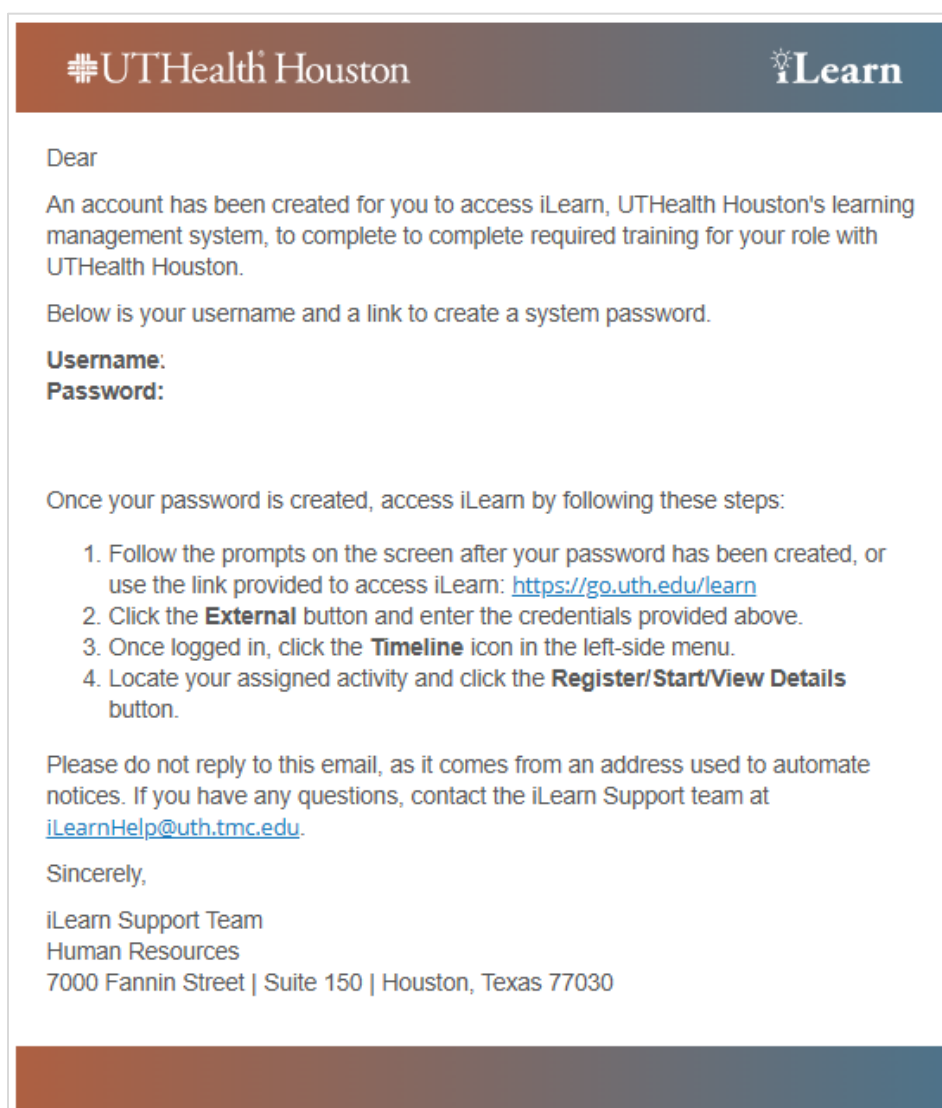 UTHealth Houston
iLearn
Dear
An account has been created for you to access iLearn, UTHealth Houston's learning
management system, to complete to complete required training for your role with
UTHealth Houston.
Below is your username and a link to create a system password.
Username:
Password:
Once your password is created, access iLearn by following these steps:
1. Follow the prompts on the screen after your password has been created, or
use the link provided to access iLearn: https://go.uth.edu/learn
2. Click the External button and enter the credentials provided above.
3. Once logged in, click the Timeline icon in the left-side menu.
4. Locate your assigned activity and click the Register/Start/View Details
button.
Please do not reply to this email, as it comes from an address used to automate
notices. If you have any questions, contact the iLearn Support team at
iLearnHelp@uth.tmc.edu.
Sincerely,
iLearn Support Team
Human Resources
7000 Fannin Street | Suite 150 | Houston, Texas 77030